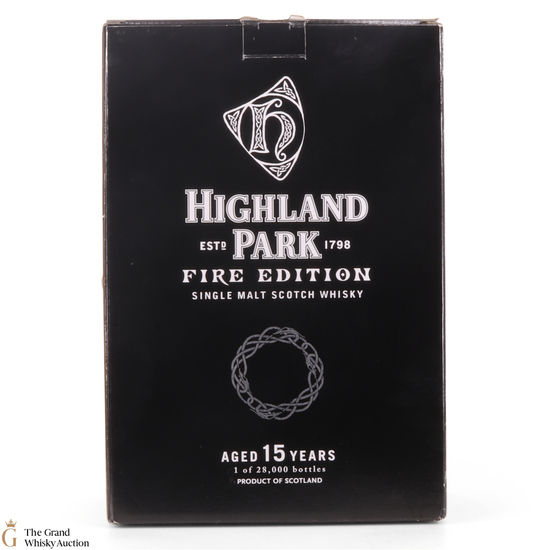 H
HIGHLAND
ESTD PARK 1798
FIRE EDITION
SINGLE MALT SCOTCH WHISKY
AGED 15 YEARS
1 of 28,000 bottles
PRODUCT OF SCOTLAND
G
The Grand
Whisky Auction